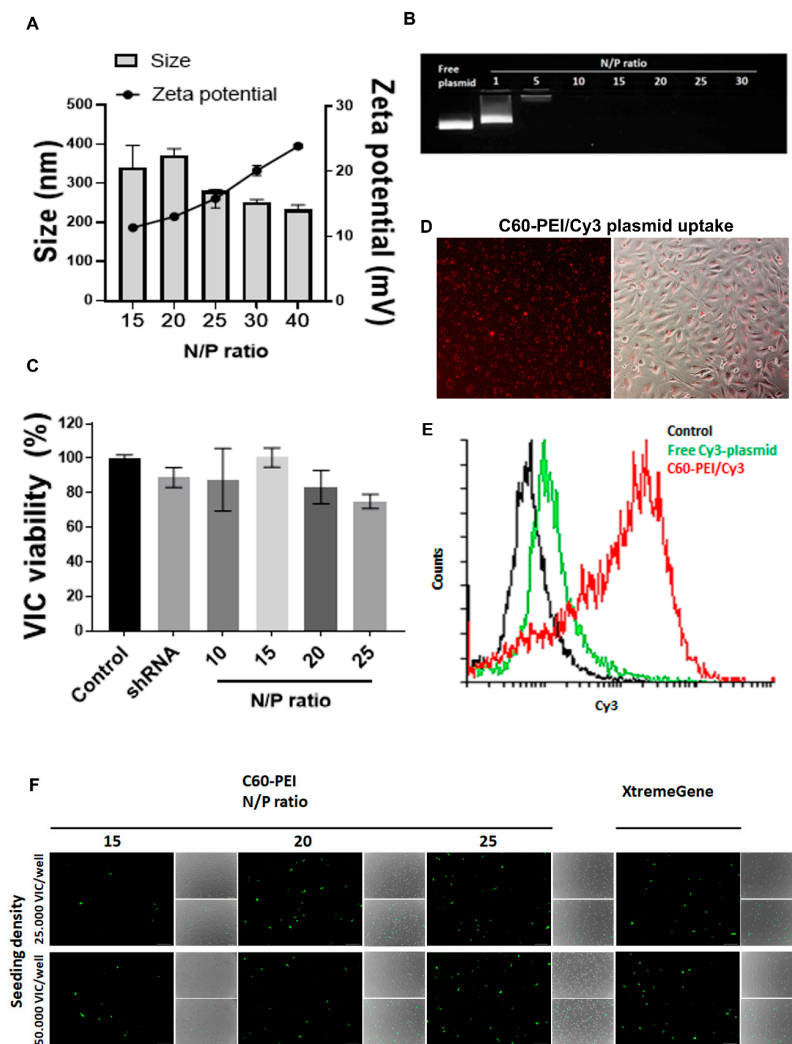 A
Size
Zeta potential
Size (nm)
500
400
300
200
100
0
Zeta potential (mV)
30
20
10
0
15 20 25 30 40
N/P ratio
B
Free plasmid
N/P ratio
1 5 10 15 20 25 30
D
C60-PEI/Cy3 plasmid uptake
C
VIC viability (%)
120
100
80
60
40
20
0
Control shRNA 10 15 20 25
N/P ratio
E
Control
Free Cy3-plasmid
C60-PEI/Cy3
Counts
Cy3
F
C60-PEI
N/P ratio
XtremeGene
15 20 25
Seeding density
25.000 VIC/well
50.000 VIC/well